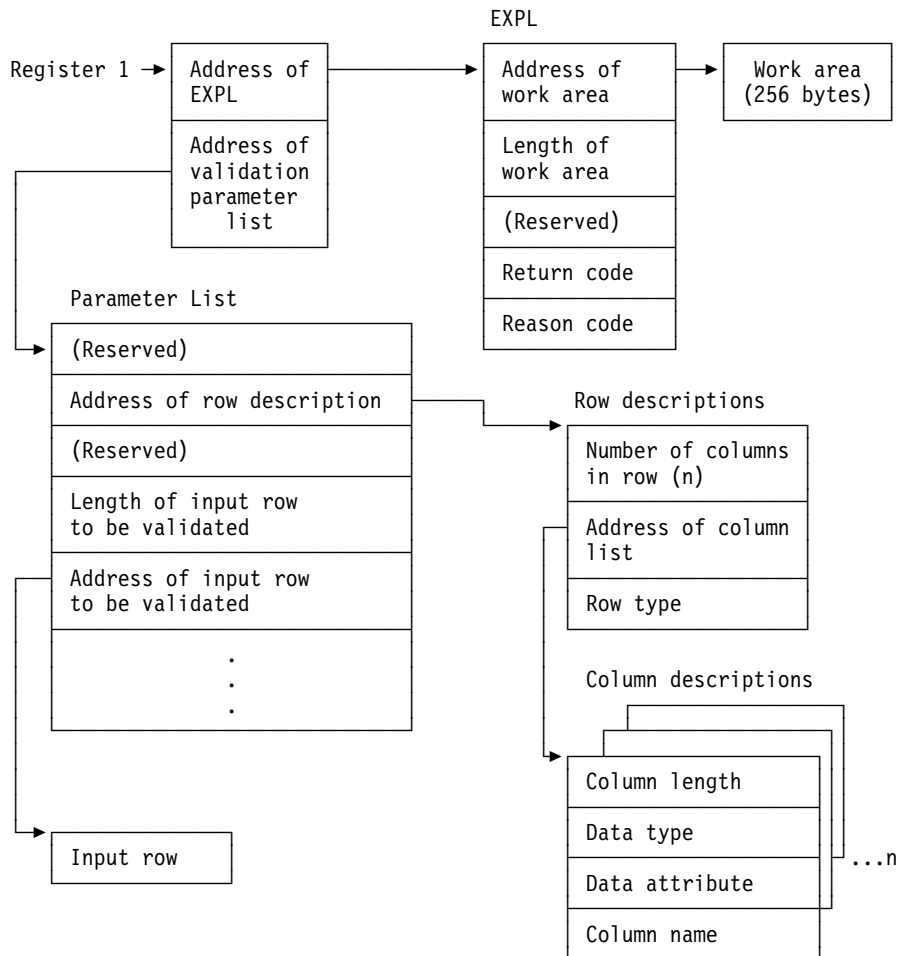 EXPL
Register 1
Address of
EXPL
Address of
validation
parameter
list
Address of
work area
Length of
work area
(Reserved)
Return code
Reason code
Work area
(256 bytes)
Parameter List
(Reserved)
Address of row description
(Reserved)
Length of input row
to be validated
Address of input row
to be validated
.
.
.
Row descriptions
Number of columns
in row (n)
Address of column
list
Row type
Column descriptions
Column length
Data type
Data attribute
Column name
...n
Input row